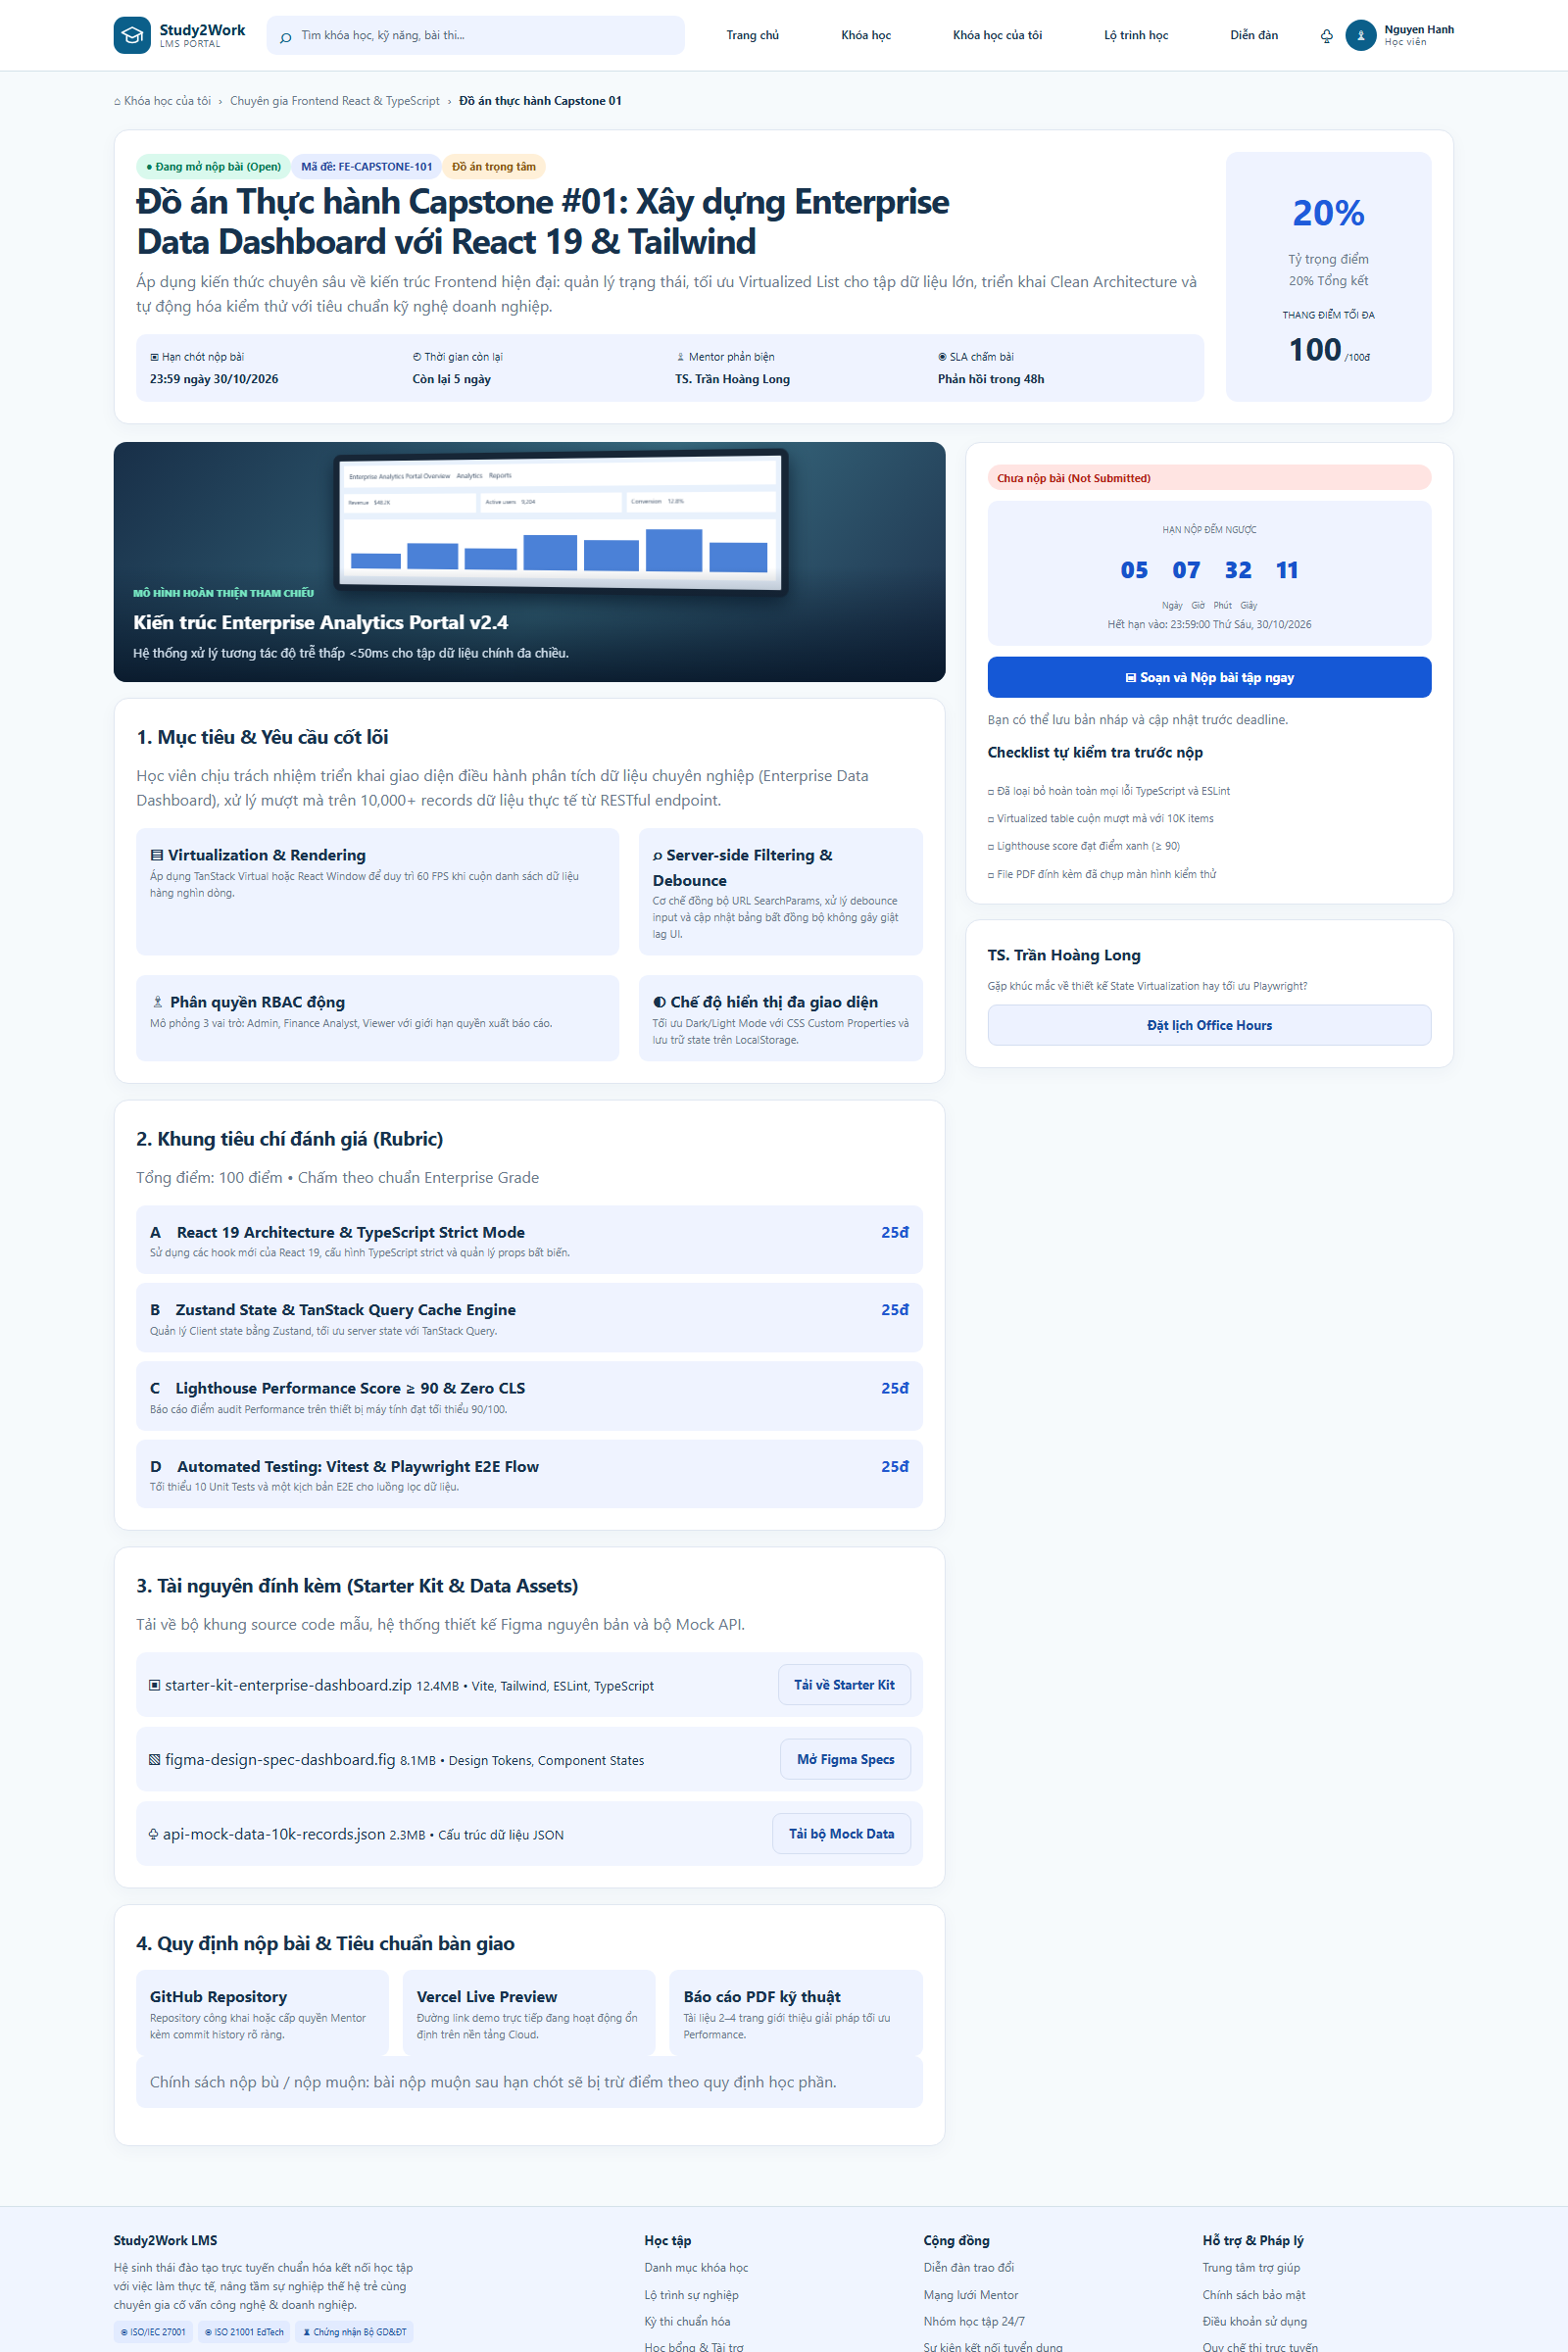 Study2Work
LMS PORTAL
Tìm khóa học, kỹ năng, bài thi...
Trang chủ
Khóa học
Khóa học của tôi
Lộ trình học
Diễn đàn
Nguyen Hanh
Học viên
Khóa học của tôi › Chuyên gia Frontend React & TypeScript › Đồ án thực hành Capstone 01
• Đang mở nộp bài (Open)
Mã đề: FE-CAPSTONE-101
Đồ án trọng tâm
Đồ án Thực hành Capstone #01: Xây dựng Enterprise
Data Dashboard với React 19 & Tailwind
Áp dụng kiến thức chuyên sâu về kiến trúc Frontend hiện đại: quản lý trạng thái, tối ưu Virtualized List cho tập dữ liệu lớn, triển khai Clean Architecture và
tự động hóa kiểm thử với tiêu chuẩn kỹ nghệ doanh nghiệp.
Hạn chót nộp bài
23:59 ngày 30/10/2026
Thời gian còn lại
Còn lại 5 ngày
Mentor phản biện
TS. Trần Hoàng Long
SLA chấm bài
Phản hồi trong 48h
20%
Tỷ trọng điểm
20% Tổng kết
THANG ĐIỂM TỐI ĐA
100 /100đ
Enterprise Analytics Portal Overview Analytics Reports
Revenue $482K
Active users 9,204
Conversion 12.8%
MÔ HÌNH HOÀN THIỆN THAM CHIẾU
Kiến trúc Enterprise Analytics Portal v2.4
Hệ thống xử lý tương tác độ trễ thấp <50ms cho tập dữ liệu chính đa chiều.
1. Mục tiêu & Yêu cầu cốt lõi
Học viên chịu trách nhiệm triển khai giao diện điều hành phân tích dữ liệu chuyên nghiệp (Enterprise Data
Dashboard), xử lý mượt mà trên 10,000+ records dữ liệu thực tế từ RESTful endpoint.
Virtualization & Rendering
Áp dụng TanStack Virtual hoặc React Window để duy trì 60 FPS khi cuộn danh sách dữ liệu
hàng nghìn dòng.
Server-side Filtering &
Debounce
Cơ chế đồng bộ URL SearchParams, xử lý debounce
input và cập nhật bảng bất đồng bộ không gây giật
lag UI.
Phân quyền RBAC động
Mô phỏng 3 vai trò: Admin, Finance Analyst, Viewer với giới hạn quyền xuất báo cáo.
Chế độ hiển thị đa giao diện
Tối ưu Dark/Light Mode với CSS Custom Properties và
lưu trữ state trên LocalStorage.
2. Khung tiêu chí đánh giá (Rubric)
Tổng điểm: 100 điểm • Chấm theo chuẩn Enterprise Grade
A React 19 Architecture & TypeScript Strict Mode 25đ
Sử dụng các hook mới của React 19, cấu hình TypeScript strict và quản lý props bất biến.
B Zustand State & TanStack Query Cache Engine 25đ
Quản lý Client state bằng Zustand, tối ưu server state với TanStack Query.
C Lighthouse Performance Score ≥ 90 & Zero CLS 25đ
Báo cáo điểm audit Performance trên thiết bị máy tính đạt tối thiểu 90/100.
D Automated Testing: Vitest & Playwright E2E Flow 25đ
Tối thiểu 10 Unit Tests và một kịch bản E2E cho luồng lọc dữ liệu.
3. Tài nguyên đính kèm (Starter Kit & Data Assets)
Tải về bộ khung source code mẫu, hệ thống thiết kế Figma nguyên bản và bộ Mock API.
starter-kit-enterprise-dashboard.zip 12.4MB • Vite, Tailwind, ESLint, TypeScript
Tải về Starter Kit
figma-design-spec-dashboard.fig 8.1MB • Design Tokens, Component States
Mở Figma Specs
api-mock-data-10k-records.json 2.3MB • Cấu trúc dữ liệu JSON
Tải bộ Mock Data
4. Quy định nộp bài & Tiêu chuẩn bàn giao
GitHub Repository
Repository công khai hoặc cấp quyền Mentor
kèm commit history rõ ràng.
Vercel Live Preview
Đường link demo trực tiếp đang hoạt động ổn
định trên nền tảng Cloud.
Báo cáo PDF kỹ thuật
Tài liệu 2–4 trang giới thiệu giải pháp tối ưu
Performance.
Chính sách nộp bù / nộp muộn: bài nộp muộn sau hạn chót sẽ bị trừ điểm theo quy định học phần.
Chưa nộp bài (Not Submitted)
HẠN NỘP ĐẾM NGƯỢC
05 07 32 11
Ngày Giờ Phút Giây
Hết hạn vào: 23:59:00 Thứ Sáu, 30/10/2026
Soạn và Nộp bài tập ngay
Bạn có thể lưu bản nháp và cập nhật trước deadline.
Checklist tự kiểm tra trước nộp
Đã loại bỏ hoàn toàn mọi lỗi TypeScript và ESLint
Virtualized table cuộn mượt mà với 10K items
Lighthouse score đạt điểm xanh (≥ 90)
File PDF đính kèm đã chụp màn hình kiểm thử
TS. Trần Hoàng Long
Gặp khúc mắc về thiết kế State Virtualization hay tối ưu Playwright?
Đặt lịch Office Hours
Study2Work LMS
Hệ sinh thái đào tạo trực tuyến chuẩn hóa kết nối học tập
với việc làm thực tế, nâng tầm sự nghiệp thế hệ trẻ cùng
chuyên gia cố vấn công nghệ & doanh nghiệp.
ISO/IEC 27001
ISO 21001 EdTech
Chứng nhận Bộ GD&ĐT
Học tập
Danh mục khóa học
Lộ trình sự nghiệp
Kỳ thi chuẩn hóa
Học bổng & Tài trợ
Cộng đồng
Diễn đàn trao đổi
Mạng lưới Mentor
Nhóm học tập 24/7
Sự kiện kết nối tuyển dụng
Hỗ trợ & Pháp lý
Trung tâm trợ giúp
Chính sách bảo mật
Điều khoản sử dụng
Quy chế thi trực tuyến